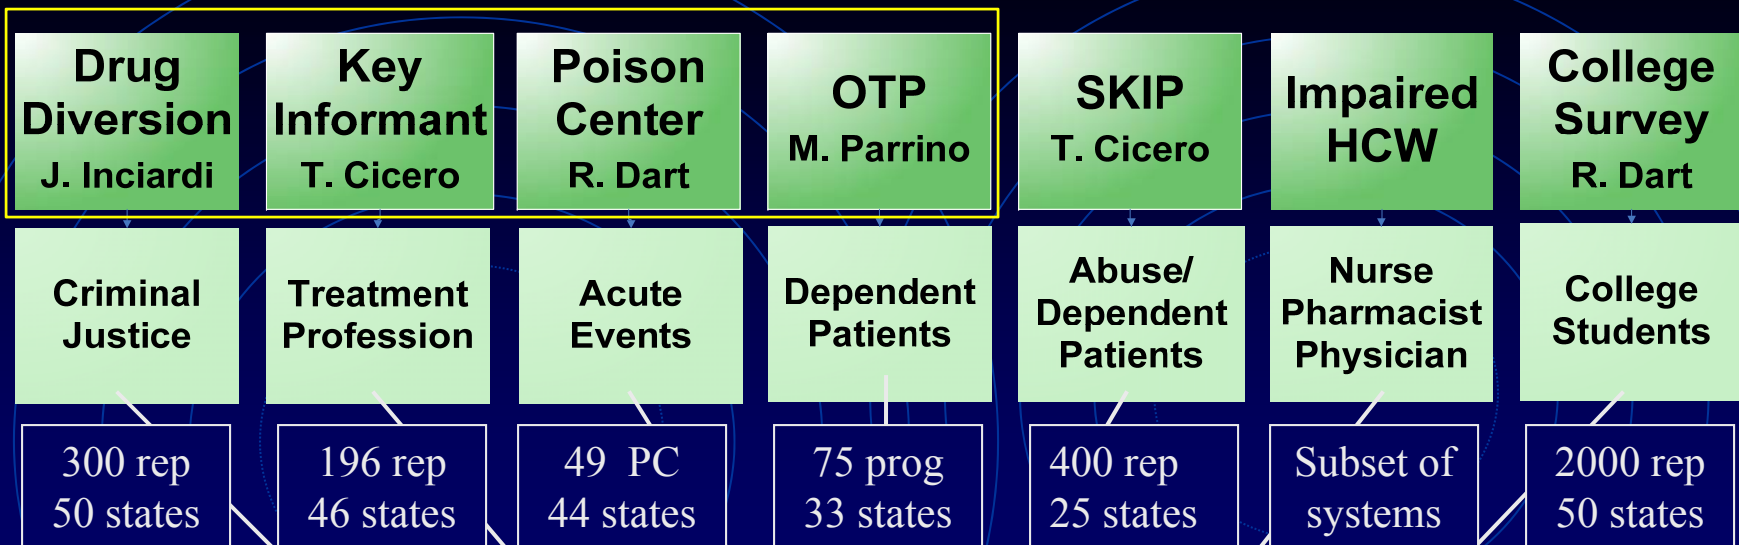 Drug
Diversion
J. Inciardi
Key
Informant
T. Cicero
Poison
Center
R. Dart
OTP
M. Parrino
SKIP
T. Cicero
Impaired
HCW
College
Survey
R. Dart
Criminal
Justice
Treatment
Profession
Acute
Events
Dependent
Patients
Abuse/
Dependent
Patients
Nurse
Pharmacist
Physician
College
Students
300 rep
50 states
196 rep
46 states
49 PC
44 states
75 prog
33 states
400 rep
25 states
Subset of
systems
2000 rep
50 states